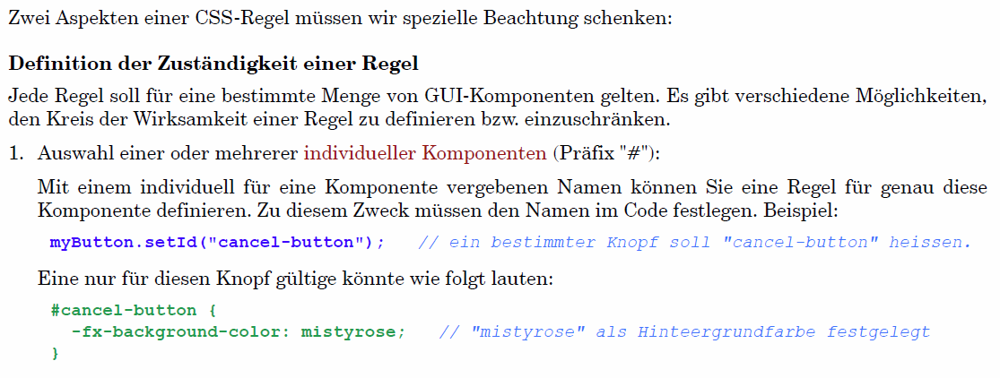 Zwei Aspekten einer CSS-Regel müssen wir spezielle Beachtung schenken:
Definition der Zuständigkeit einer Regel
Jede Regel soll für eine bestimmte Menge von GUI-Komponenten gelten. Es gibt verschiedene Möglichkeiten,
den Kreis der Wirksamkeit einer Regel zu definieren bzw. einzuschränken.
1. Auswahl einer oder mehrerer individueller Komponenten (Präfix "#"):
Mit einem individuell für eine Komponente vergebenen Namen können Sie eine Regel für genau diese
Komponente definieren. Zu diesem Zweck müssen den Namen im Code festlegen. Beispiel:
myButton.setId("cancel-button"); // ein bestimmter Knopf soll "cancel-button" heissen.
Eine nur für diesen Knopf gültige könnte wie folgt lauten:
#cancel-button {
-fx-background-color: mistyrose; // "mistyrose" als Hinteergrundfarbe festgelegt
}